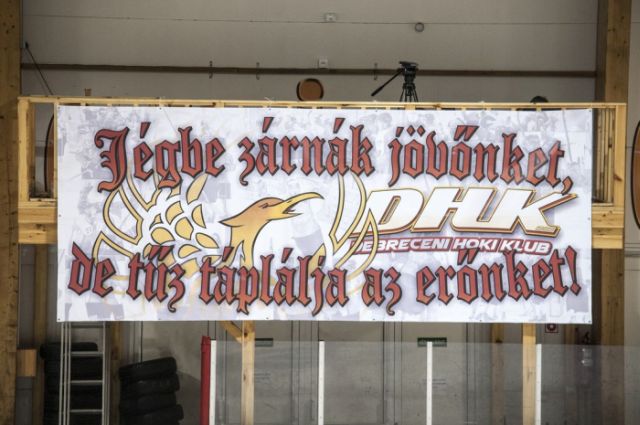 Jégbe zárnák jövőnket,
DHK
DEBRECENI HOKI KLUB
de tűz táplálja az erőnket!